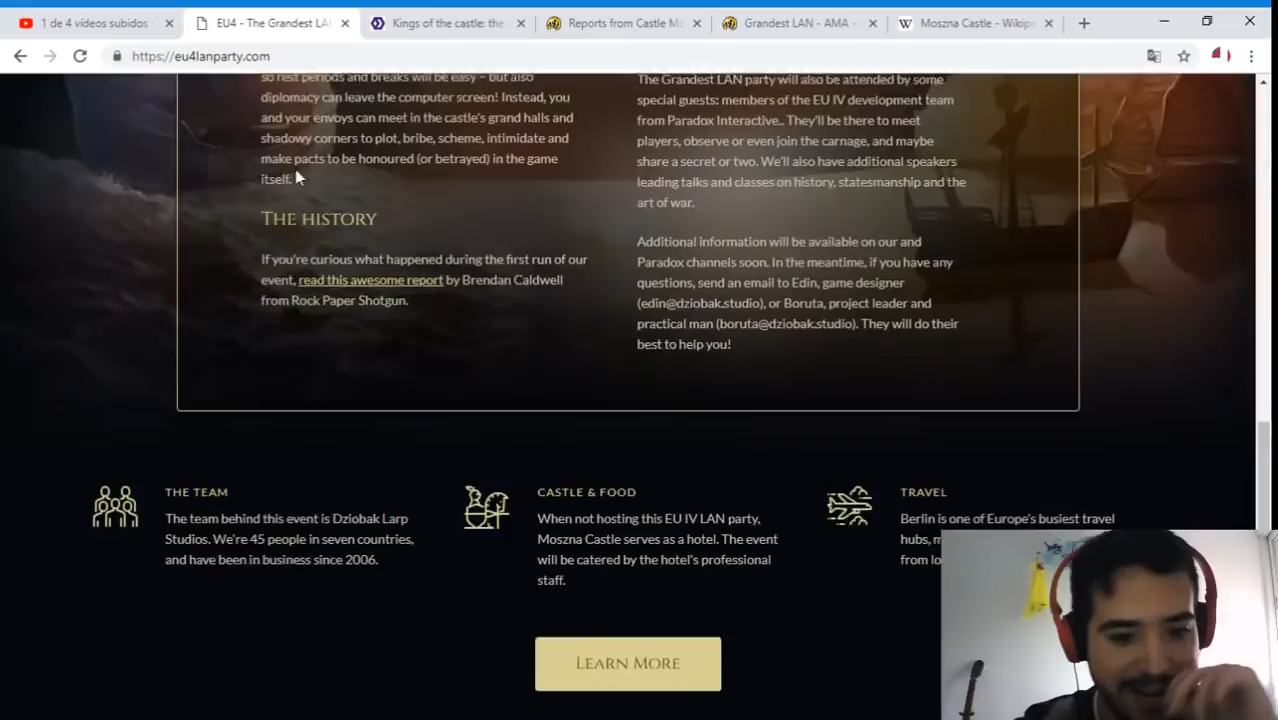 1 de 4 vídeos subidos
EU4 - The Grandest LA
Kings of the castle: the
Reports from Castle Mo
Grandest LAN - AMA -
Moszna Castle - Wikipe
https://eu4lanparty.com
so rest periods and breaks will be easy – but also
diplomacy can leave the computer screen! Instead, you
and your envoys can meet in the castle's grand halls and
shadowy corners to plot, bribe, scheme, intimidate and
make pacts to be honoured (or betrayed) in the game
itself.
THE HISTORY
If you're curious what happened during the first run of our
event, read this awesome report by Brendan Caldwell
from Rock Paper Shotgun.
The Grandest LAN party will also be attended by some
special guests: members of the EU IV development team
from Paradox Interactive.. They'll be there to meet
players, observe or even join the carnage, and maybe
share a secret or two. We'll also have additional speakers
leading talks and classes on history, statesmanship and the
art of war.
Additional information will be available on our and
Paradox channels soon. In the meantime, if you have any
questions, send an email to Edin, game designer
(edin@dziobak.studio), or Boruta, project leader and
practical man (boruta@dziobak.studio). They will do their
best to help you!
THE TEAM
The team behind this event is Dziobak Larp
Studios. We're 45 people in seven countries,
and have been in business since 2006.
CASTLE & FOOD
When not hosting this EU IV LAN party,
Moszna Castle serves as a hotel. The event
will be catered by the hotel's professional
staff.
TRAVEL
Berlin is one of Europe's busiest travel
hubs,
from
LEARN MORE